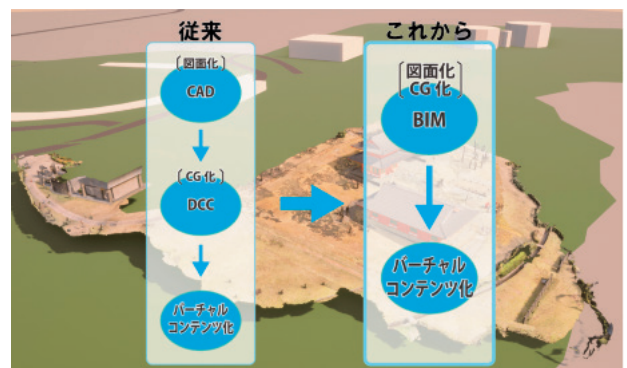 従来
〔図面化〕
CAD
〔CG化〕
DCC
バーチャル
コンテンツ化
これから
〔図面化
CG化〕
BIM
バーチャル
コンテンツ化